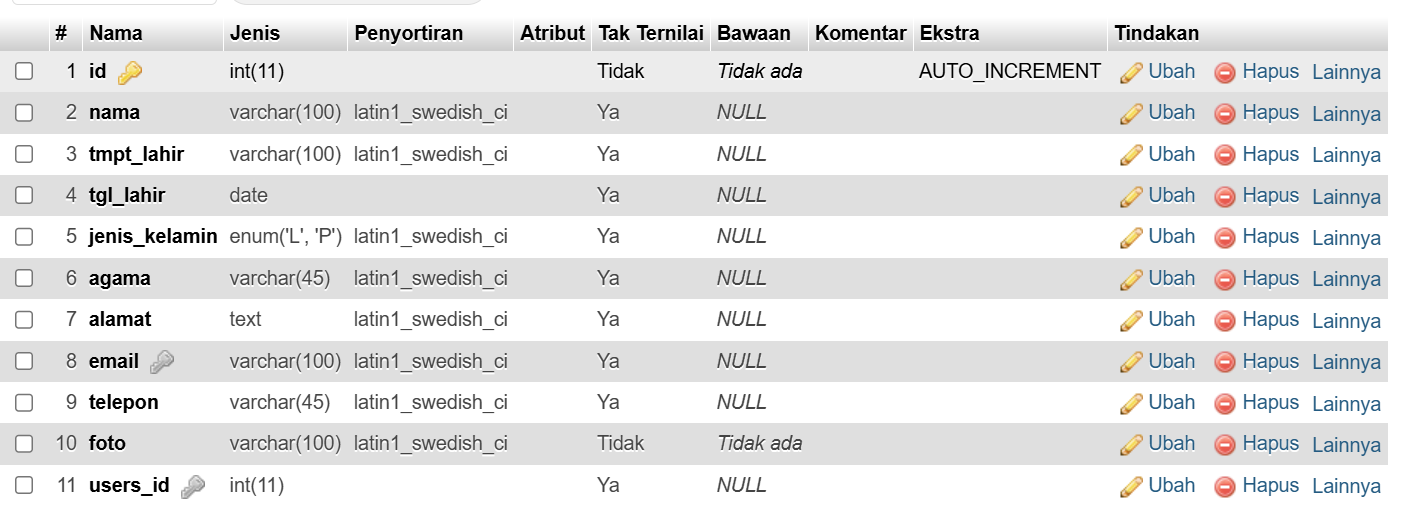 # Nama Jenis Penyortiran Atribut Tak Ternilai Bawaan Komentar Ekstra Tindakan
1 id int(11) Tidak Tidak ada AUTO_INCREMENT Ubah Hapus Lainnya
2 nama varchar(100) latin1_swedish_ci Ya NULL Ubah Hapus Lainnya
3 tmpt_lahir varchar(100) latin1_swedish_ci Ya NULL Ubah Hapus Lainnya
4 tgl_lahir date Ya NULL Ubah Hapus Lainnya
5 jenis_kelamin enum('L', 'P') latin1_swedish_ci Ya NULL Ubah Hapus Lainnya
6 agama varchar(45) latin1_swedish_ci Ya NULL Ubah Hapus Lainnya
7 alamat text latin1_swedish_ci Ya NULL Ubah Hapus Lainnya
8 email varchar(100) latin1_swedish_ci Ya NULL Ubah Hapus Lainnya
9 telepon varchar(45) latin1_swedish_ci Ya NULL Ubah Hapus Lainnya
10 foto varchar(100) latin1_swedish_ci Tidak Tidak ada Ubah Hapus Lainnya
11 users_id int(11) Ya NULL Ubah Hapus Lainnya